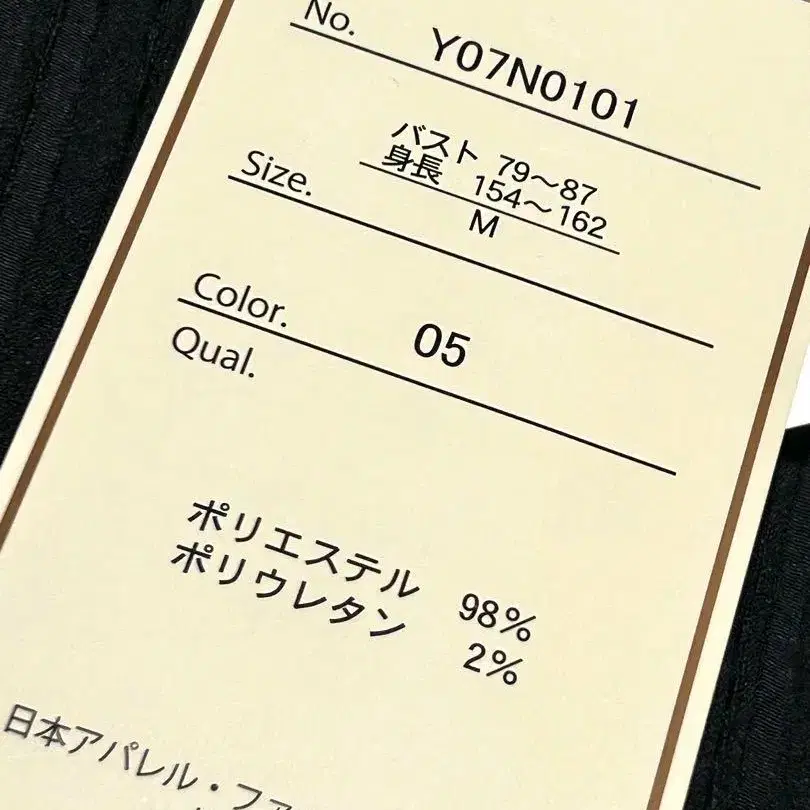 No. Y07N0101
バスト 79～87
身長 154～162
Size. M
Color. 05
Qual.
ポリエステル 98%
ポリウレタン 2%
日本アパレル・ファ